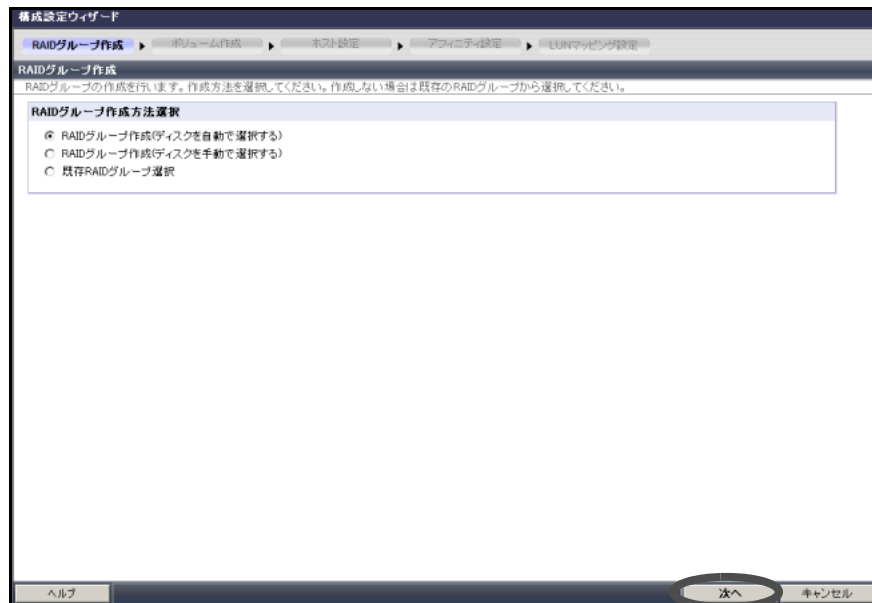 構成設定ウィザード
RAIDグループ作成 ボリューム作成 ホスト設定 アフィニティ設定 LUNマッピング設定
RAIDグループ作成
RAIDグループの作成を行います。作成方法を選択してください。作成しない場合は既存のRAIDグループから選択してください。
RAIDグループ作成方法選択
RAIDグループ作成(ディスクを自動で選択する)
RAIDグループ作成(ディスクを手動で選択する)
既存RAIDグループ選択
ヘルプ 次へ キャンセル